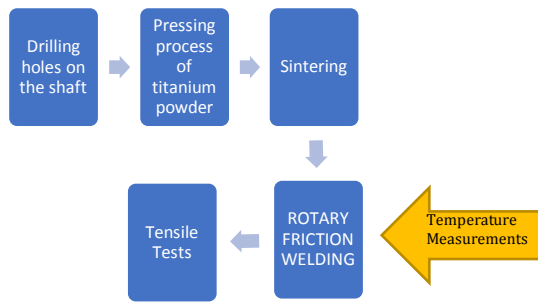 Drilling
holes on
the shaft
Pressing
process
of
titanium
powder
Sintering
ROTARY
FRICTION
WELDING
Temperature
Measurements
Tensile
Tests